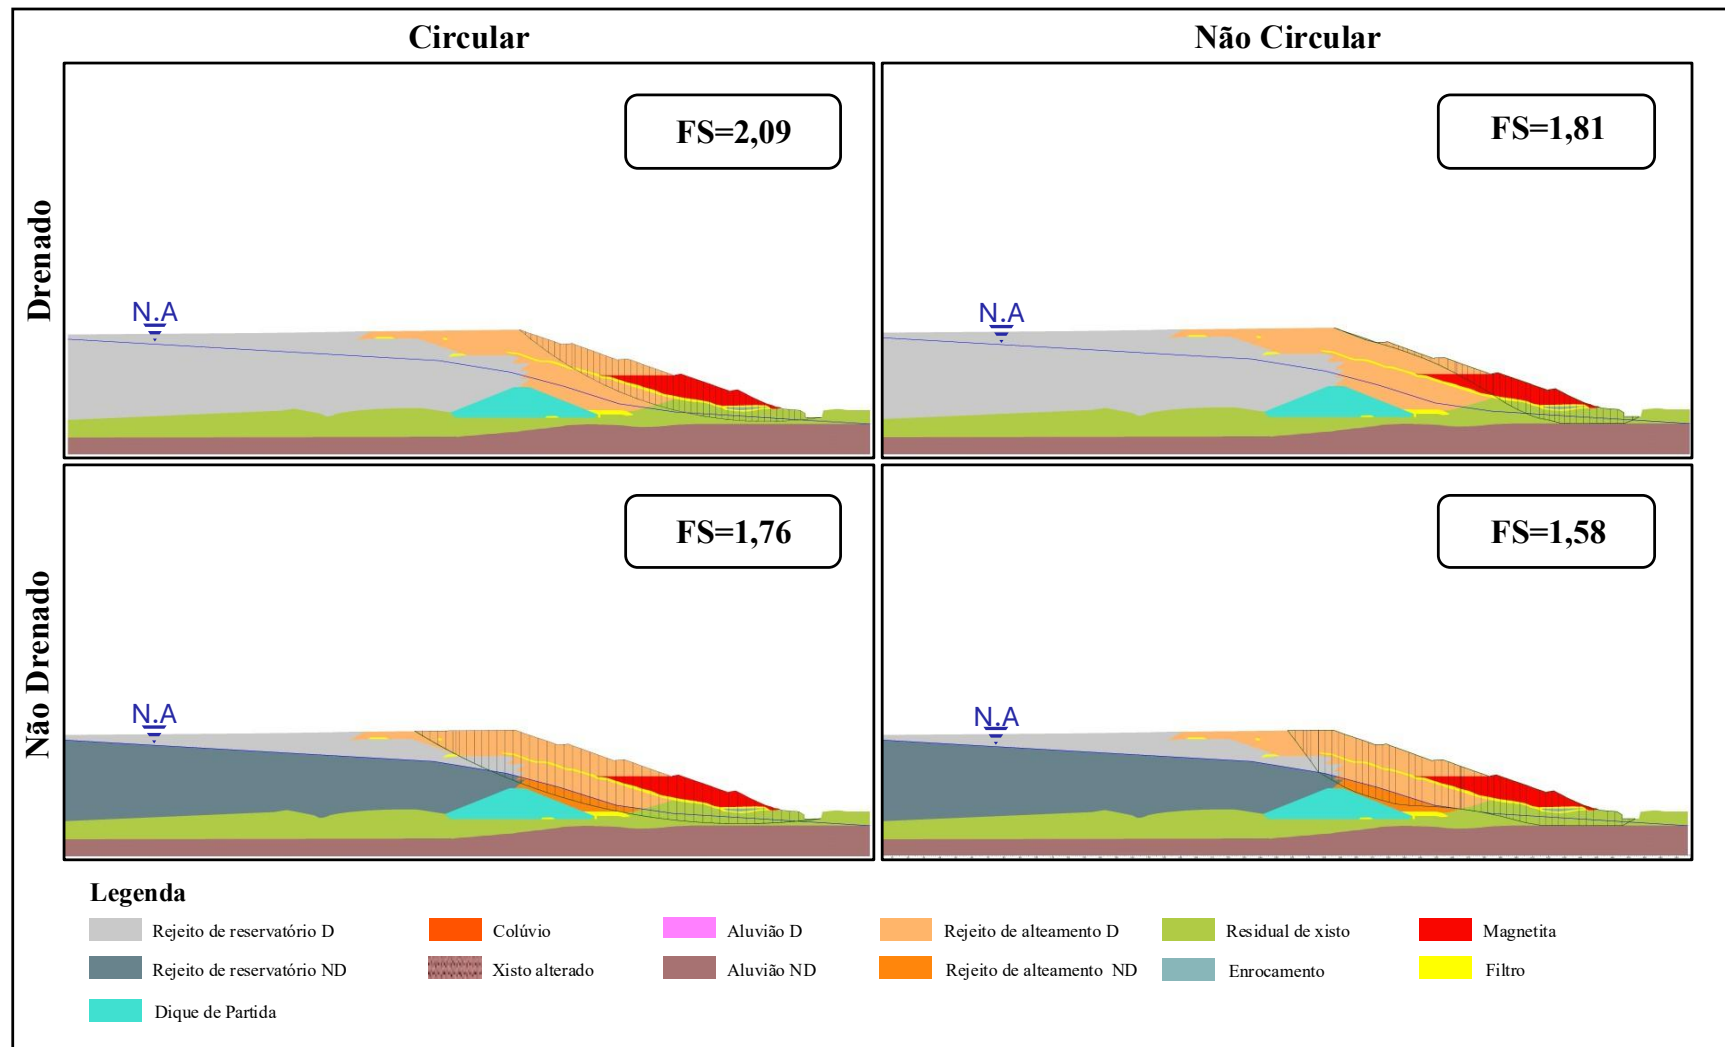 Circular
Não Circular
Drenado
FS=2,09
N.A
FS=1,81
N.A
Não Drenado
FS=1,76
N.A
FS=1,58
N.A
Legenda
Rejeito de reservatório D
Colúvio
Aluvião D
Rejeito de alteamento D
Residual de xisto
Magnetita
Rejeito de reservatório ND
Xisto alterado
Aluvião ND
Rejeito de alteamento ND
Enrocamento
Filtro
Dique de Partida